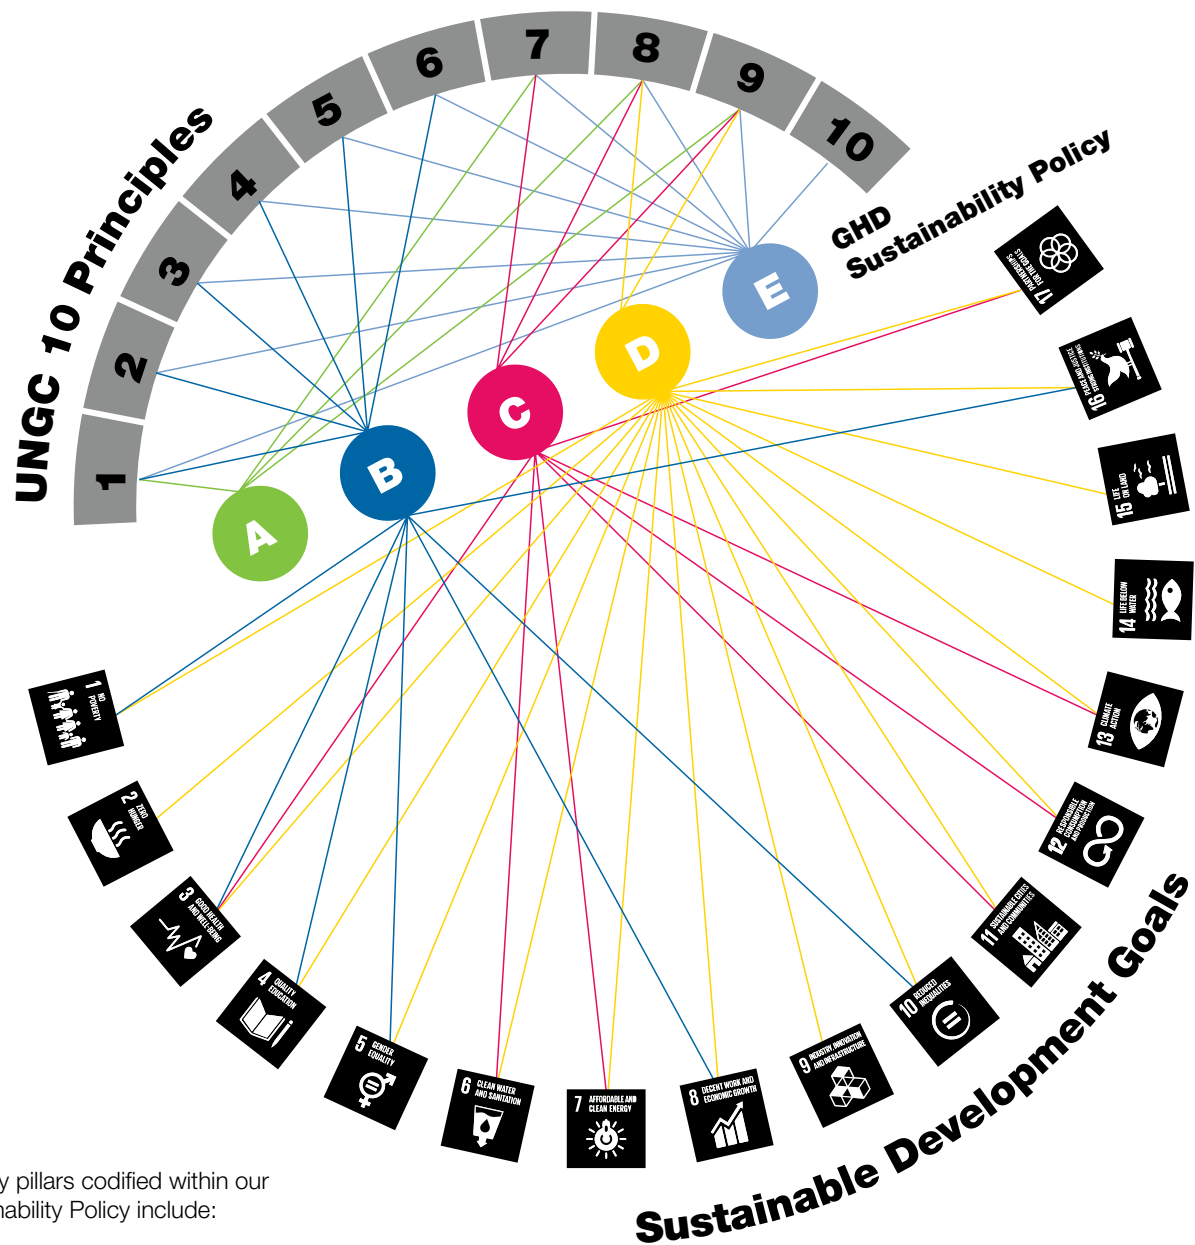 UNGC 10 Principles
1
2
3
4
5
6
7
8
9
10
GHD
Sustainability Policy
A
B
C
D
E
17 PARTNERSHIPS
FOR THE GOALS
16 PEACE AND JUSTICE
STRONG INSTITUTIONS
15 LIFE
ON LAND
14 LIFE BELOW
WATER
13 CLIMATE
ACTION
12 RESPONSIBLE
CONSUMPTION
AND PRODUCTION
11 SUSTAINABLE CITIES
AND COMMUNITIES
10 REDUCED
INEQUALITIES
9 INDUSTRY, INNOVATION
AND INFRASTRUCTURE
8 DECENT WORK AND
ECONOMIC GROWTH
7 AFFORDABLE AND
CLEAN ENERGY
6 CLEAN WATER
AND SANITATION
5 GENDER
EQUALITY
4 QUALITY
EDUCATION
3 GOOD HEALTH
AND WELL-BEING
2 ZERO
HUNGER
1 NO
POVERTY
Sustainable Development Goals
y pillars codified within our
nability Policy include: